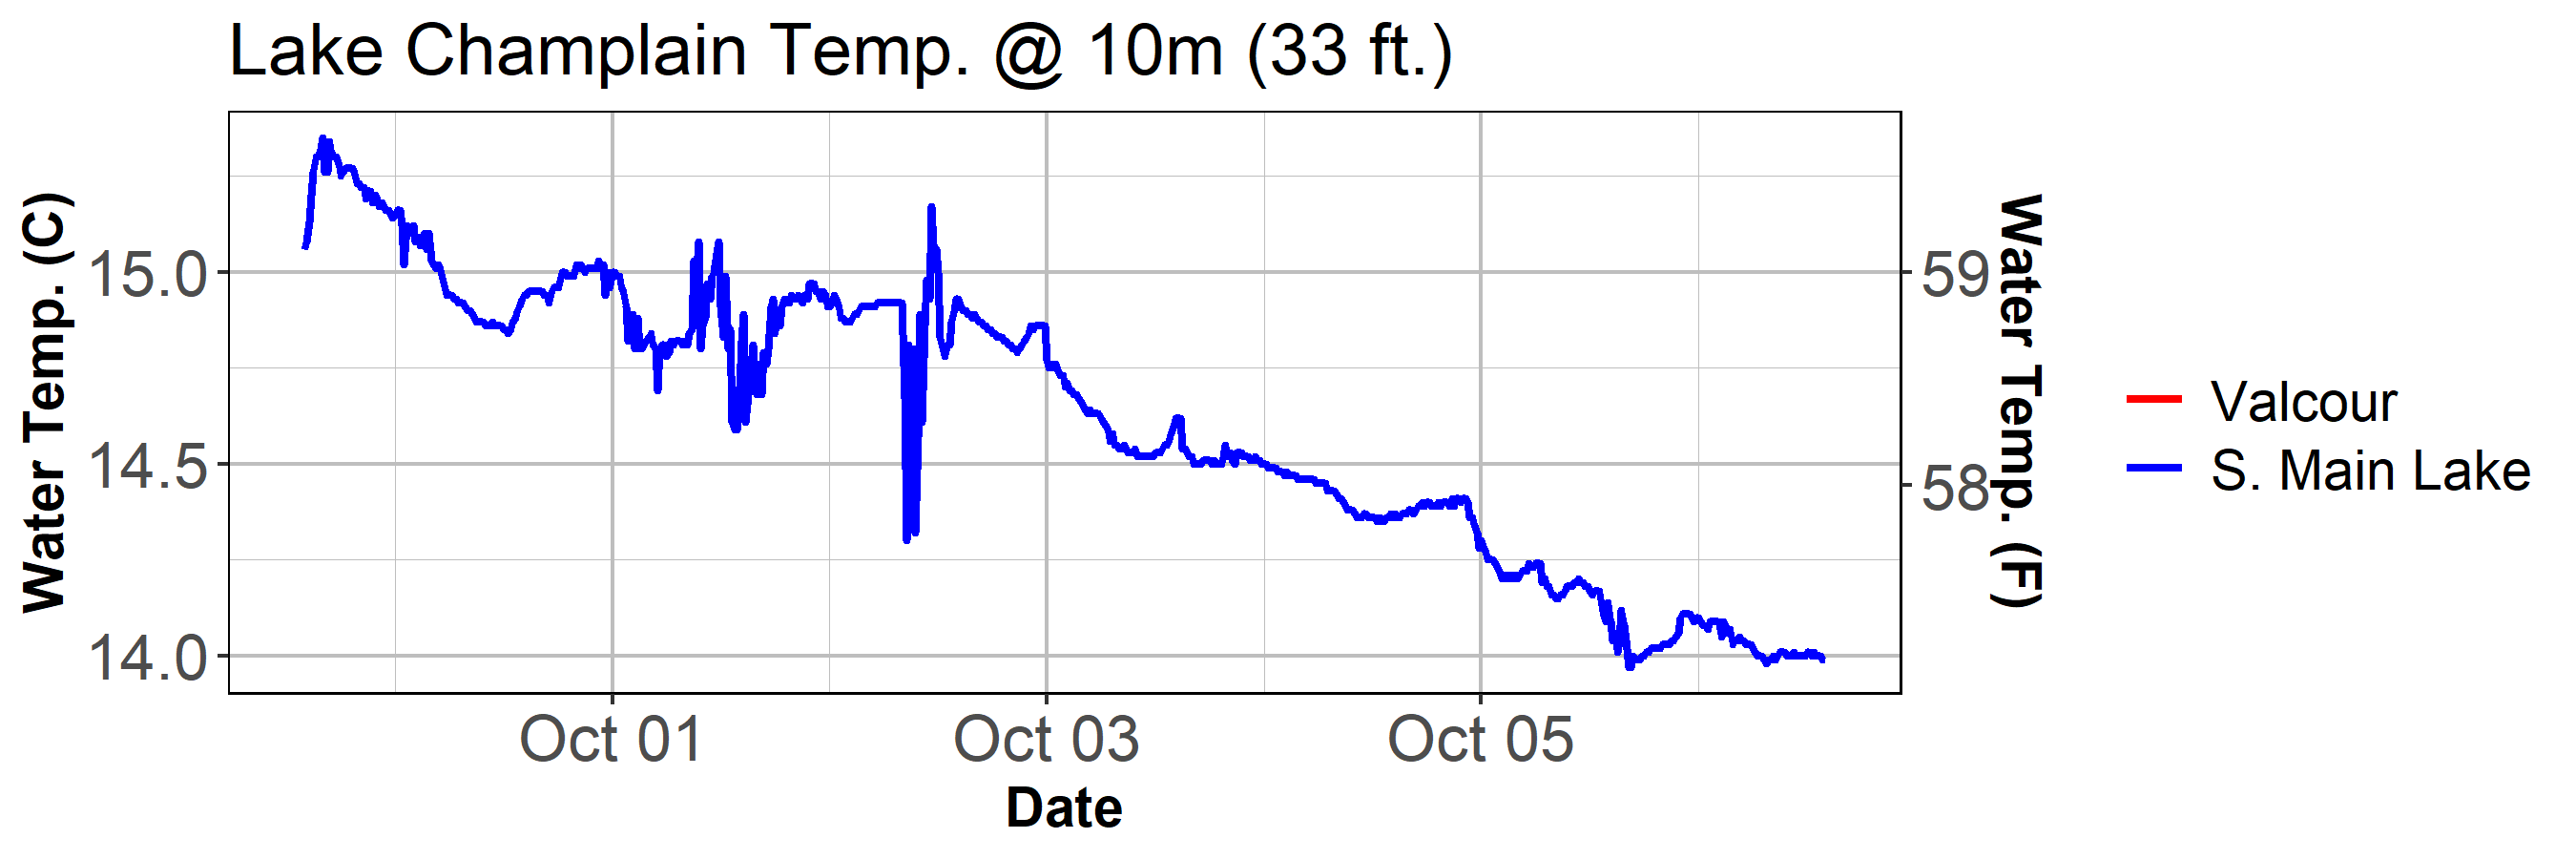 Lake Champlain Temp. @ 10m (33 ft.)
Water Temp. (C)
15.0
14.5
14.0
59
58
Water Temp. (F)
Oct 01
Oct 03
Oct 05
Date
Valcour
S. Main Lake